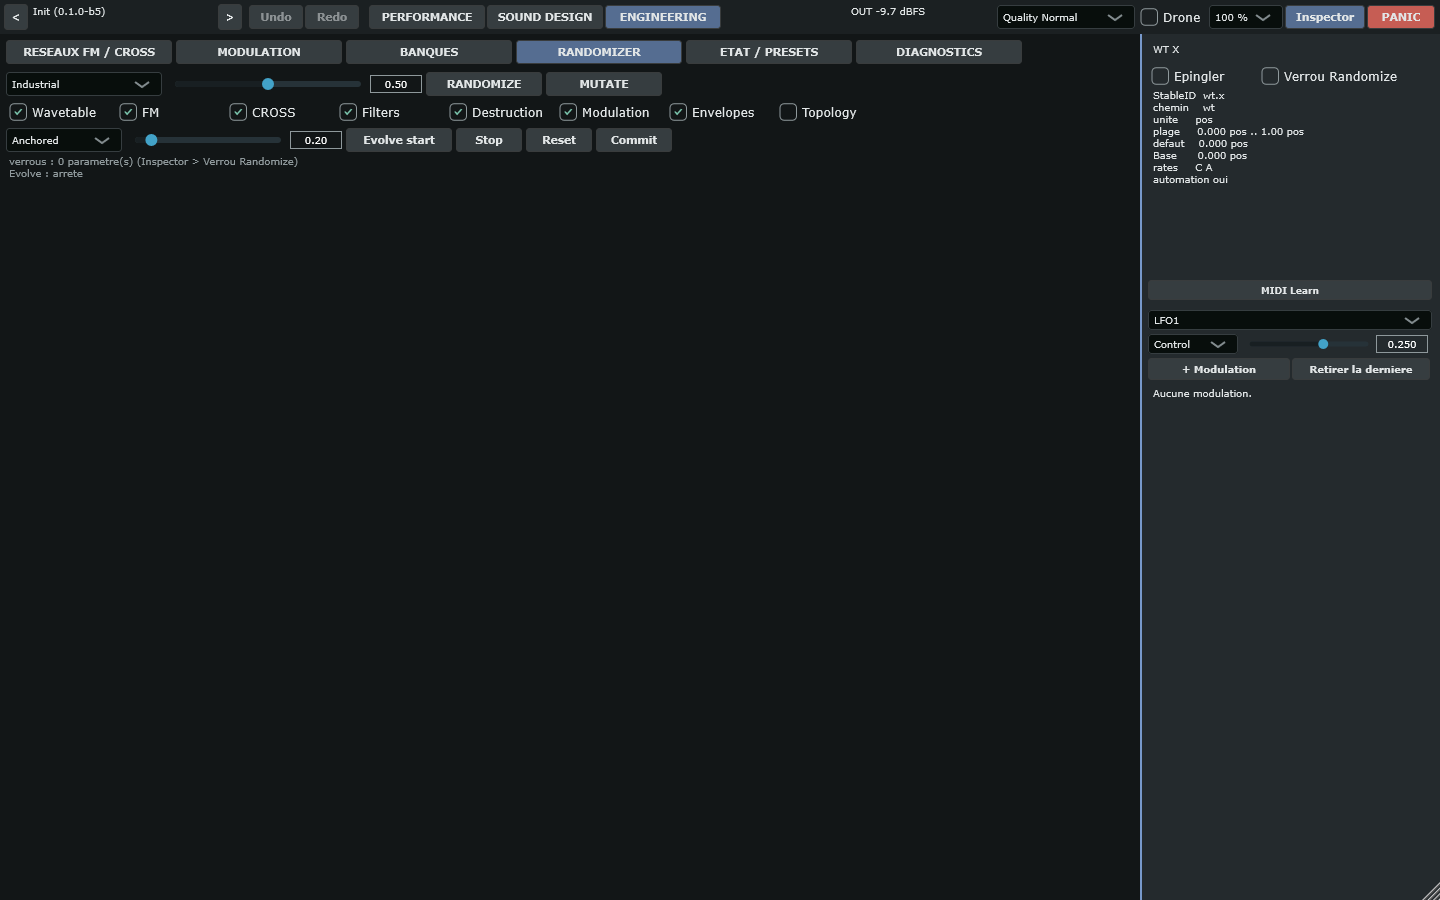 < Init (0.1.0-b5) > Undo Redo PERFORMANCE SOUND DESIGN ENGINEERING OUT -9.7 dBFS Quality Normal Drone 100 % Inspector PANIC
RESEAUX FM / CROSS MODULATION BANQUES RANDOMIZER ETAT / PRESETS DIAGNOSTICS
Industrial 0.50 RANDOMIZE MUTATE
Wavetable FM CROSS Filters Destruction Modulation Envelopes Topology
Anchored 0.20 Evolve start Stop Reset Commit
verrous : 0 parametre(s) (Inspector > Verrou Randomize)
Evolve : arrete
WT X
Epingler Verrou Randomize
StableID wt.x
chemin wt
unite pos
plage 0.000 pos .. 1.00 pos
defaut 0.000 pos
Base 0.000 pos
rates C A
automation oui
MIDI Learn
LFO1
Control 0.250
+ Modulation Retirer la derniere
Aucune modulation.